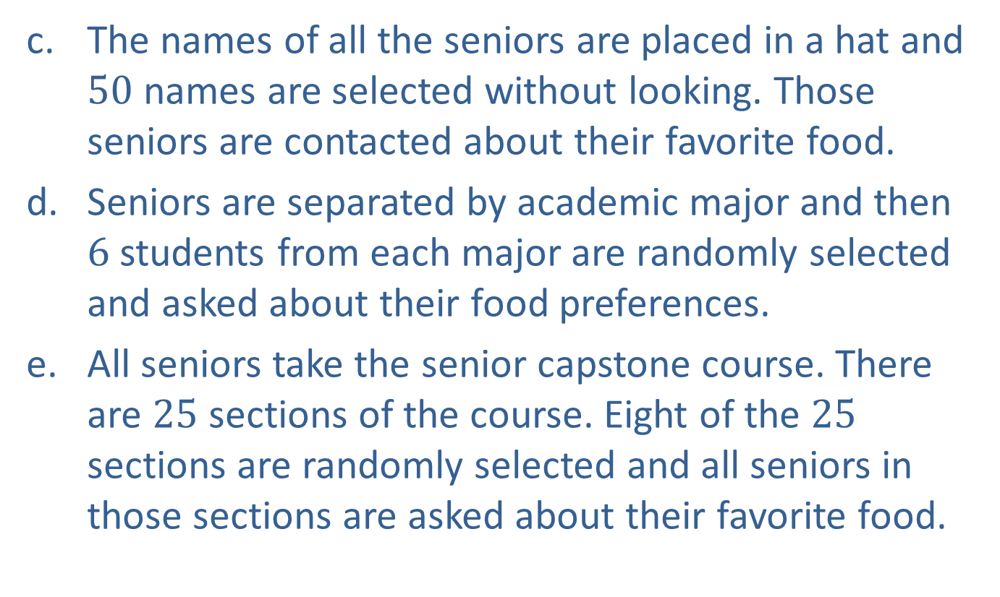 c. The names of all the seniors are placed in a hat and
50 names are selected without looking. Those
seniors are contacted about their favorite food.
d. Seniors are separated by academic major and then
6 students from each major are randomly selected
and asked about their food preferences.
e. All seniors take the senior capstone course. There
are 25 sections of the course. Eight of the 25
sections are randomly selected and all seniors in
those sections are asked about their favorite food.